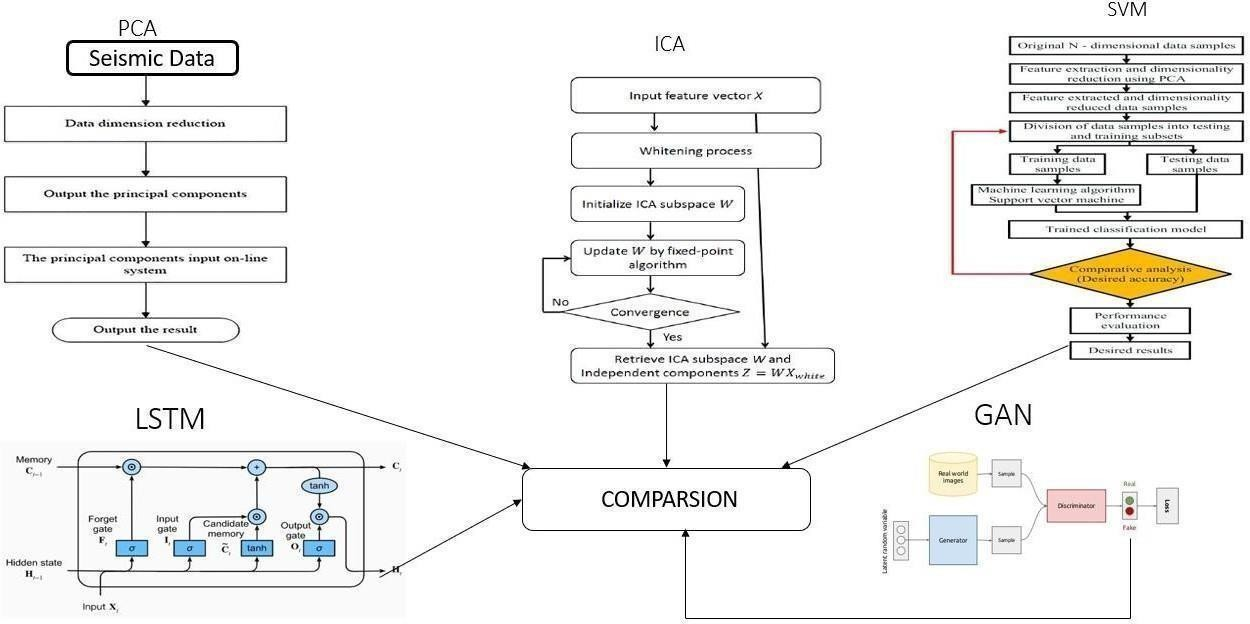 PCA
Seismic Data
Data dimension reduction
Output the principal components
The principal components input on-line
system
Output the result
ICA
Input feature vector X
Whitening process
Initialize ICA subspace W
Update W by fixed-point
algorithm
No
Convergence
Yes
Retrieve ICA subspace W and
Independent components Z = WX_white
SVM
Original N - dimensional data samples
Feature extraction and dimensionality
reduction using PCA
Feature extracted and dimensionality
reduced data samples
Division of data samples into testing
and training subsets
Training data
samples
Testing data
samples
Machine learning algorithm
Support vector machine
Trained classification model
Comparative analysis
(Desired accuracy)
Performance
evaluation
Desired results
LSTM
Memory
C_{t-1}
C_t
tanh
Forget
gate
F_t
Input
gate
I_t
Candidate
memory
C̃_t
Output
gate
O_t
σ
σ
tanh
σ
Hidden state
H_{t-1}
H_t
Input X_t
COMPARSION
GAN
Real world
images
Sample
Real
Discriminator
Loss
Fake
Latent random variable
Generator
Sample